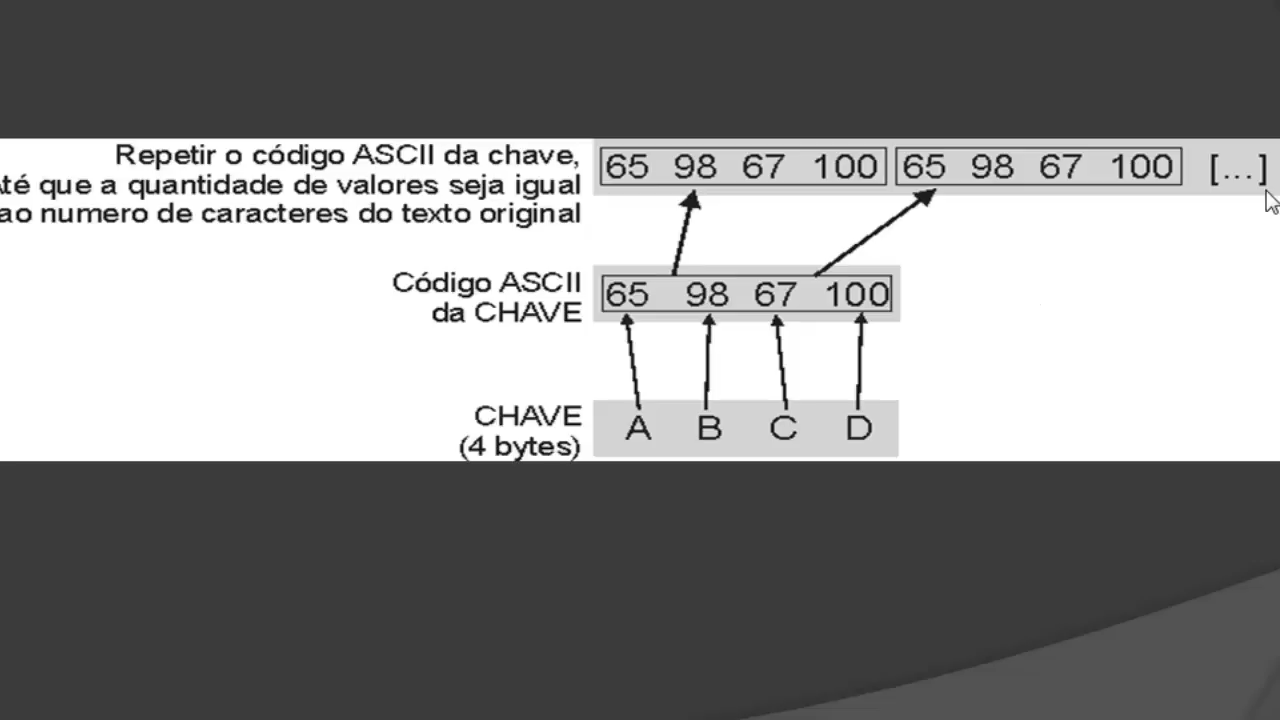 Repetir o código ASCII da chave,
Até que a quantidade de valores seja igual
ao numero de caracteres do texto original
65 98 67 100 65 98 67 100 [...]
Código ASCII
da CHAVE
65 98 67 100
CHAVE
(4 bytes)
A B C D